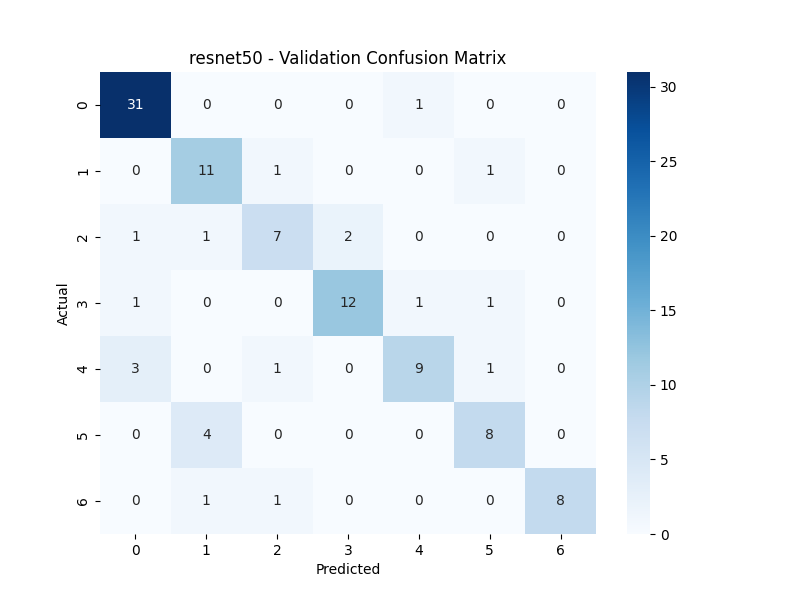 resnet50 - Validation Confusion Matrix
0 31 0 0 0 1 0 0
1 0 11 1 0 0 1 0
2 1 1 7 2 0 0 0
3 1 0 0 12 1 1 0
4 3 0 1 0 9 1 0
5 0 4 0 0 0 8 0
6 0 1 1 0 0 0 8
0 1 2 3 4 5 6
Predicted
Actual
30
25
20
15
10
5
0